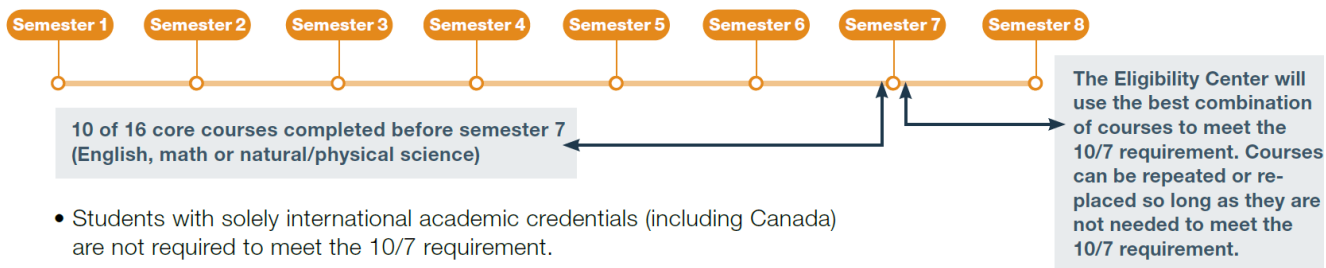 Semester 1 Semester 2 Semester 3 Semester 4 Semester 5 Semester 6 Semester 7 Semester 8
10 of 16 core courses completed before semester 7
(English, math or natural/physical science)
The Eligibility Center will
use the best combination
of courses to meet the
10/7 requirement. Courses
can be repeated or re-
placed so long as they are
not needed to meet the
10/7 requirement.
• Students with solely international academic credentials (including Canada)
are not required to meet the 10/7 requirement.